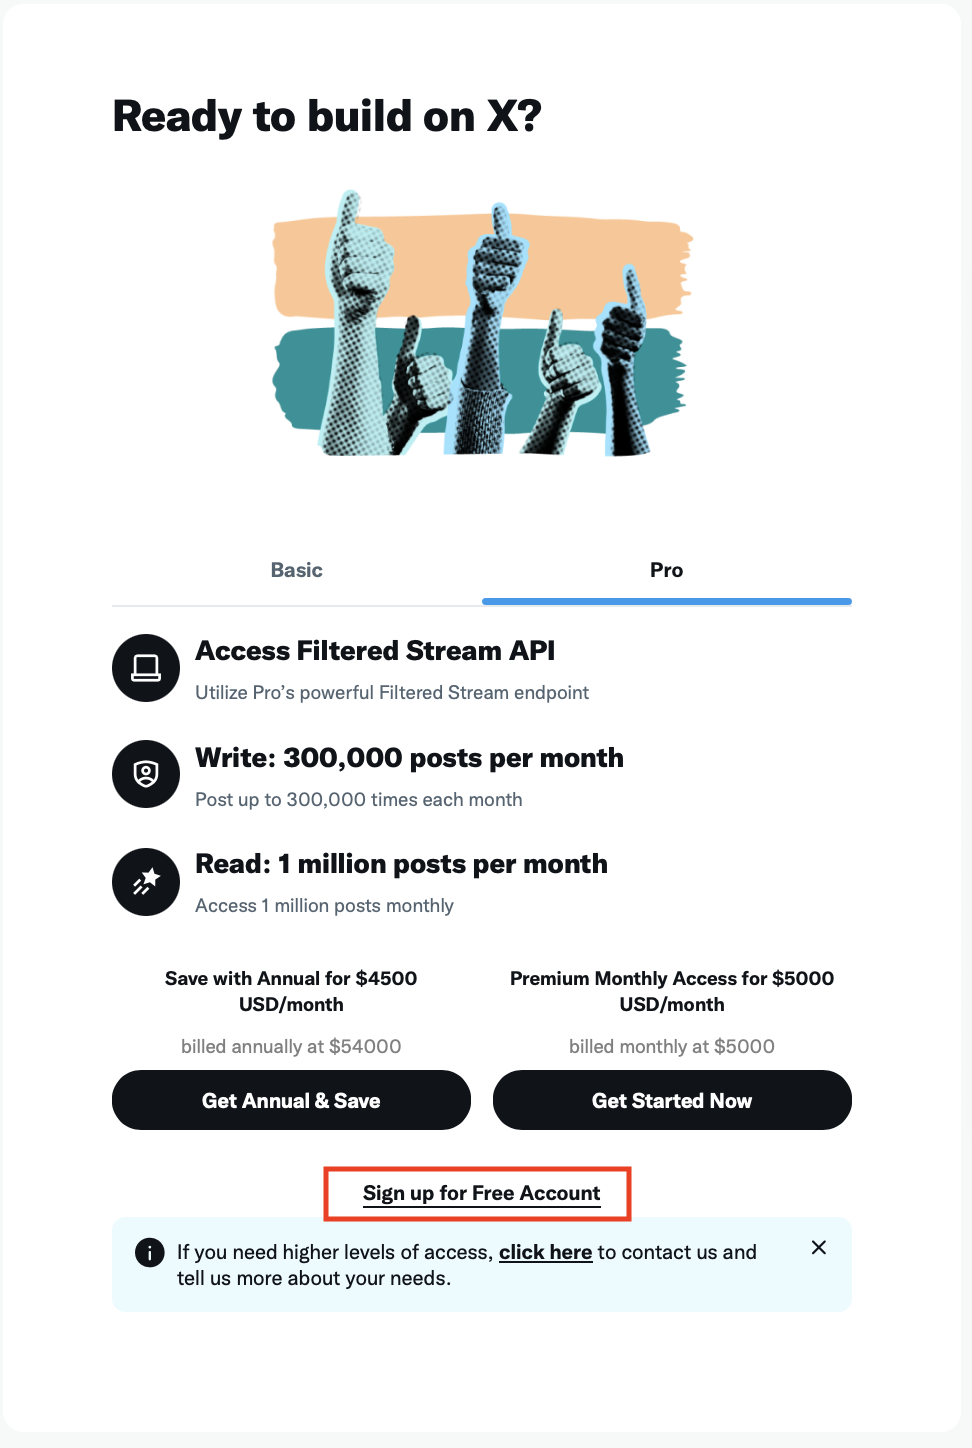 Ready to build on X?
Basic
Pro
Access Filtered Stream API
Utilize Pro’s powerful Filtered Stream endpoint
Write: 300,000 posts per month
Post up to 300,000 times each month
Read: 1 million posts per month
Access 1 million posts monthly
Save with Annual for $4500
USD/month
billed annually at $54000
Get Annual & Save
Premium Monthly Access for $5000
USD/month
billed monthly at $5000
Get Started Now
Sign up for Free Account
If you need higher levels of access, click here to contact us and
tell us more about your needs.